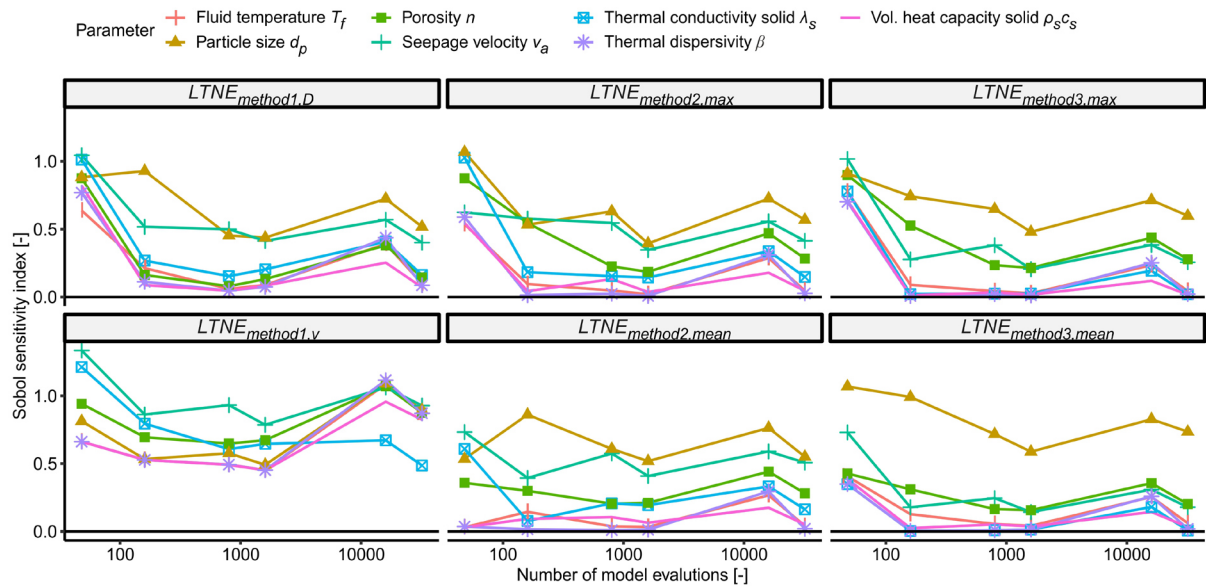 Parameter
Fluid temperature T_f
Porosity n
Thermal conductivity solid λ_s
Vol. heat capacity solid ρ_sc_s
Particle size d_p
Seepage velocity v_a
Thermal dispersivity β
LTNE_method1,D
LTNE_method2,max
LTNE_method3,max
1.0
0.5
0.0
LTNE_method1,v
LTNE_method2,mean
LTNE_method3,mean
1.0
0.5
0.0
Sobol sensitivity index [-]
100 1000 10000
100 1000 10000
100 1000 10000
Number of model evalutions [-]